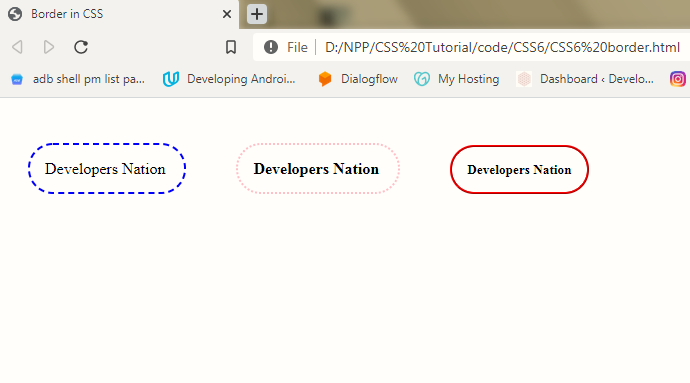 Border in CSS
File D:/NPP/CSS%20Tutorial/code/CSS6/CSS6%20border.html
adb shell pm list pa... Developing Androi... Dialogflow My Hosting Dashboard ‹ Develo...
Developers Nation Developers Nation Developers Nation